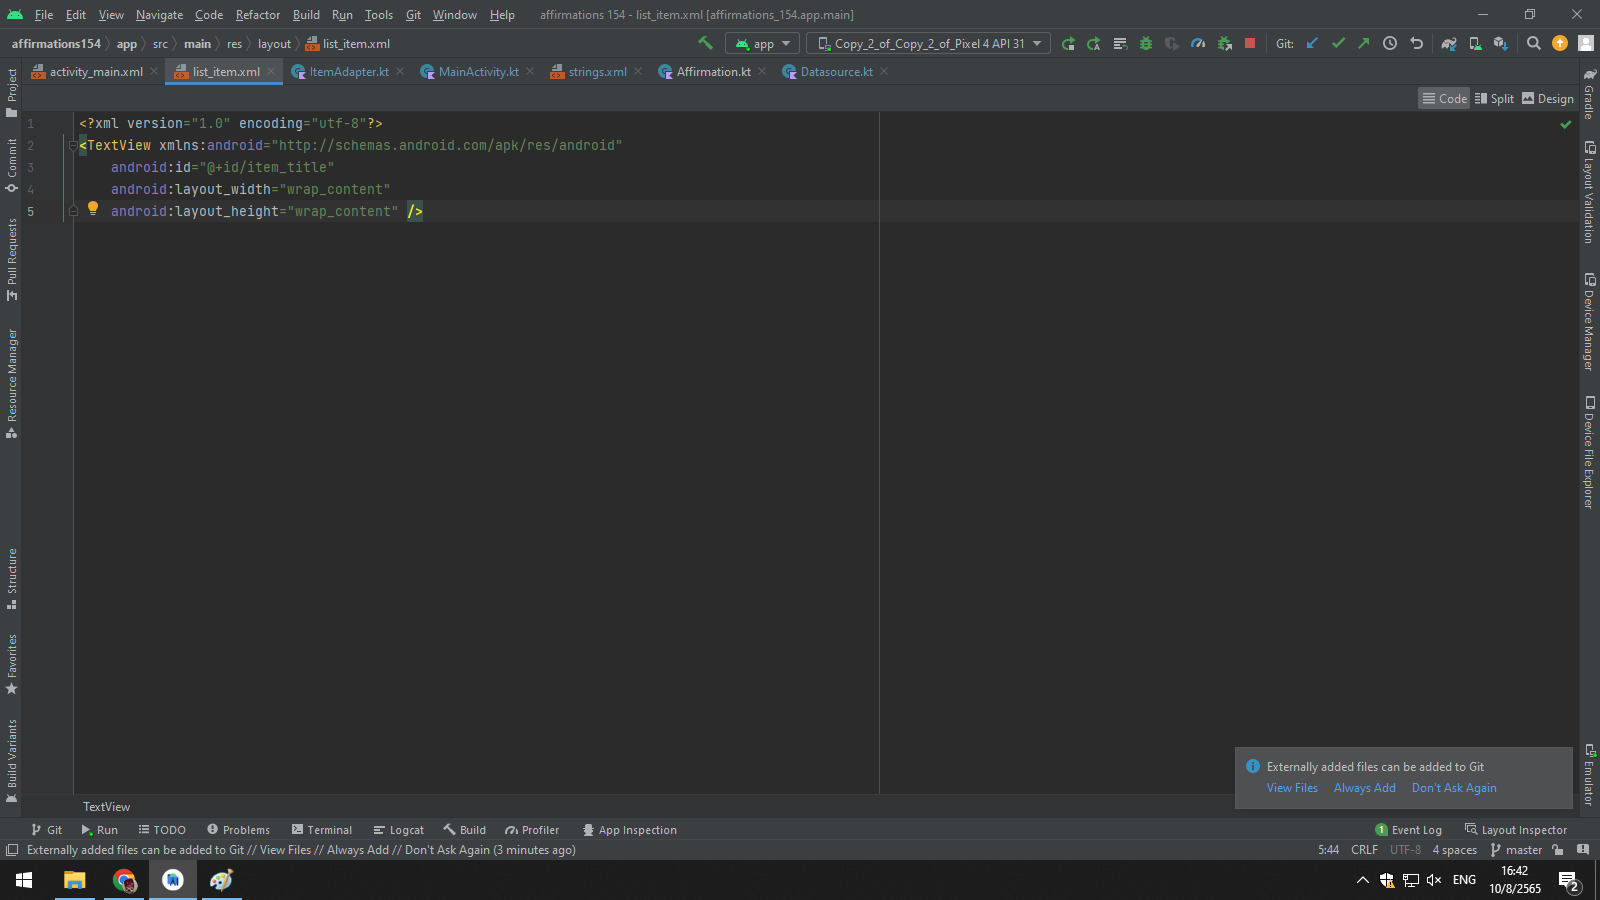 File Edit View Navigate Code Refactor Build Run Tools Git Window Help affirmations 154 - list_item.xml [affirmations_154.app.main]
affirmations154 app src main res layout list_item.xml app Copy_2_of_Copy_2_of_Pixel 4 API 31 Git:
activity_main.xml list_item.xml ItemAdapter.kt MainActivity.kt strings.xml Affirmation.kt Datasource.kt
Code Split Design
1 <?xml version="1.0" encoding="utf-8"?>
2 <TextView xmlns:android="http://schemas.android.com/apk/res/android"
3 android:id="@+id/item_title"
4 android:layout_width="wrap_content"
5 android:layout_height="wrap_content" />
Project
Commit
Pull Requests
Resource Manager
Structure
Favorites
Build Variants
Gradle
Layout Validation
Device Manager
Device File Explorer
Emulator
Externally added files can be added to Git
View Files Always Add Don't Ask Again
TextView
Git Run TODO Problems Terminal Logcat Build Profiler App Inspection 1 Event Log Layout Inspector
Externally added files can be added to Git // View Files // Always Add // Don't Ask Again (3 minutes ago) 5:44 CRLF UTF-8 4 spaces master
ENG 16:42
10/8/2565 2